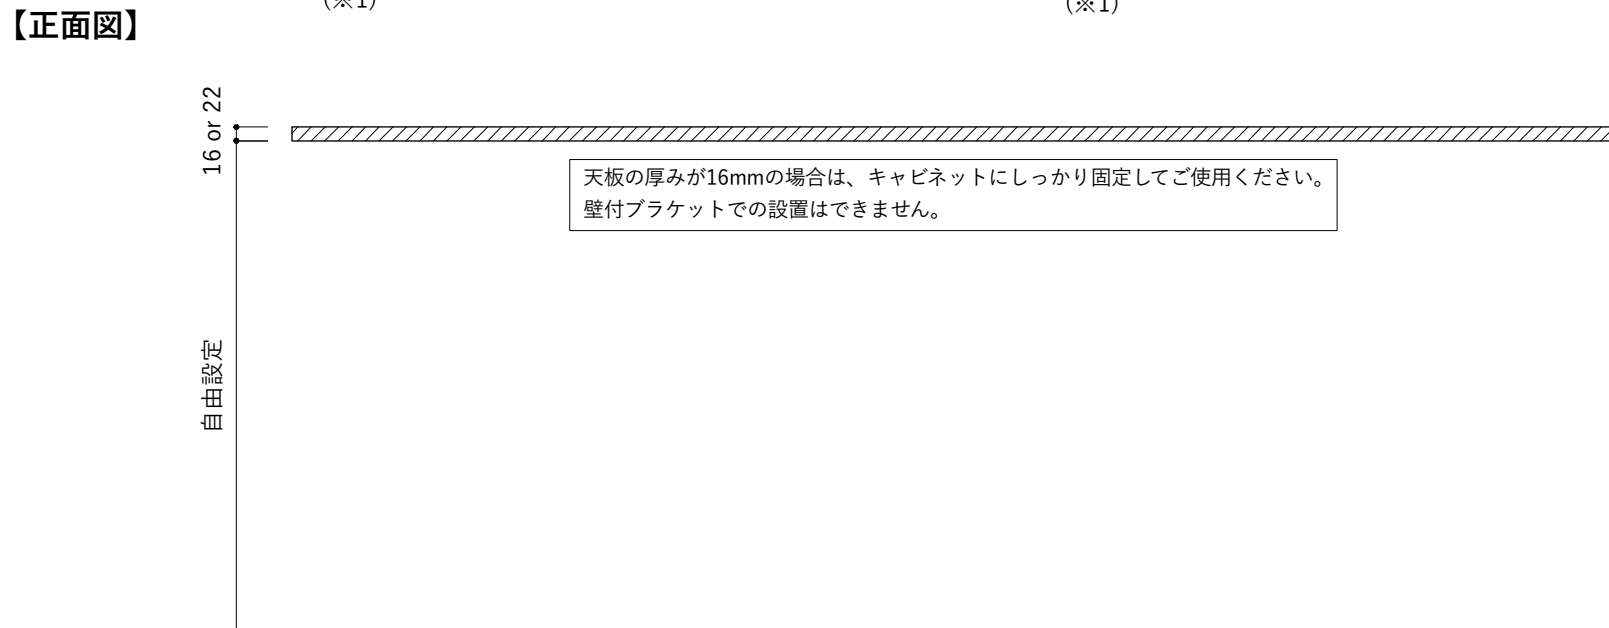 (※1)
(※1)
【正面図】
16 or 22
天板の厚みが16mmの場合は、キャビネットにしっかり固定してご使用ください。
壁付ブラケットでの設置はできません。
自由設定